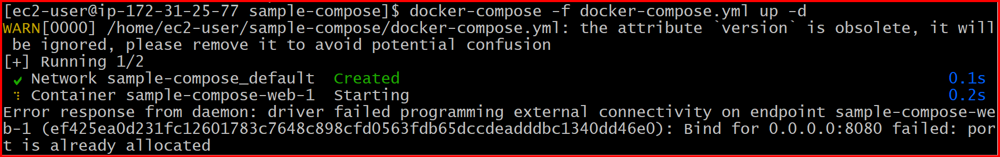 [ec2-user@ip-172-31-25-77 sample-compose]$ docker-compose -f docker-compose.yml up -d
WARN[0000] /home/ec2-user/sample-compose/docker-compose.yml: the attribute `version` is obsolete, it will
 be ignored, please remove it to avoid potential confusion
[+] Running 1/2
 ✔ Network sample-compose_default  Created 0.1s
 ⠹ Container sample-compose-web-1  Starting 0.2s
Error response from daemon: driver failed programming external connectivity on endpoint sample-compose-we
b-1 (ef425ea0d231fc12601783c7648c898cfd0563fdb65dccdeadddbc1340dd46e0): Bind for 0.0.0.0:8080 failed: por
t is already allocated